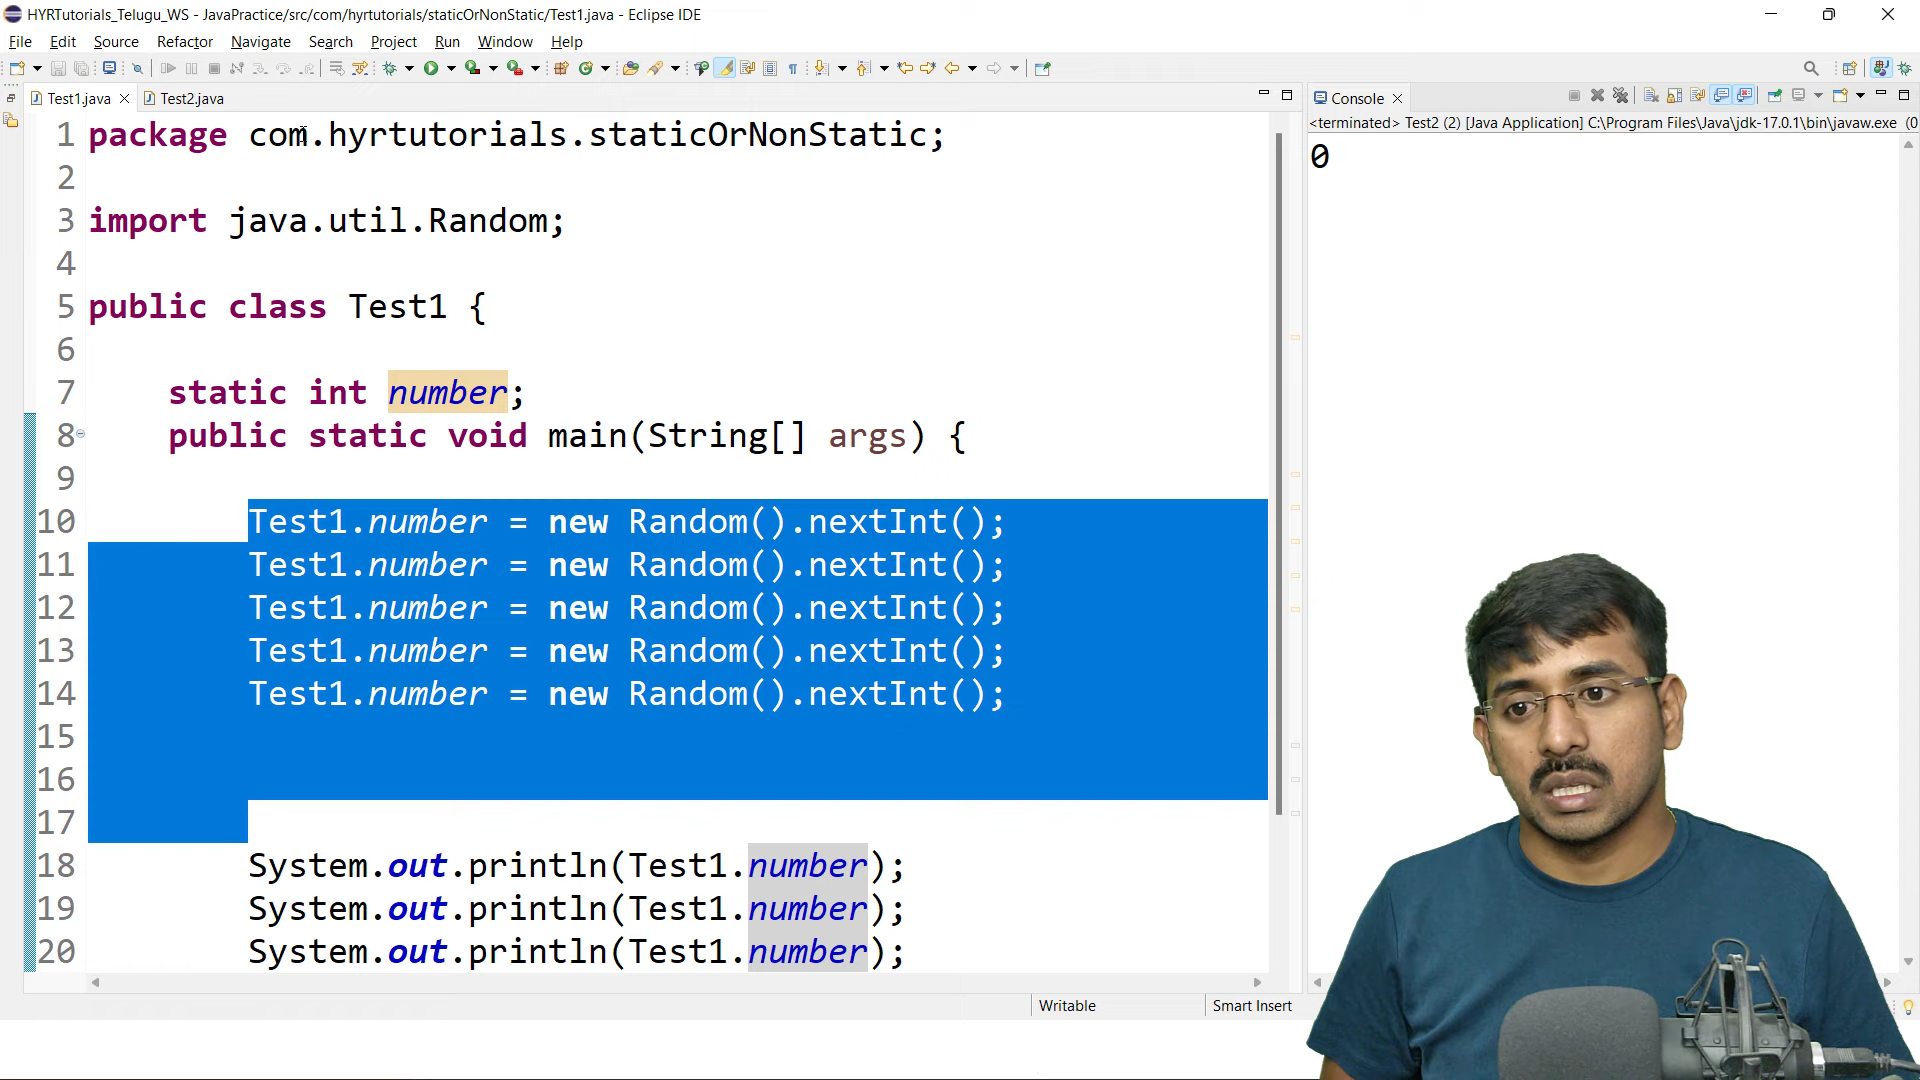 HYRTutorials_Telugu_WS - JavaPractice/src/com/hyrtutorials/staticOrNonStatic/Test1.java - Eclipse IDE
File Edit Source Refactor Navigate Search Project Run Window Help
Test1.java Test2.java
1 package com.hyrtutorials.staticOrNonStatic;
2
3 import java.util.Random;
4
5 public class Test1 {
6
7 static int number;
8 public static void main(String[] args) {
9
10 Test1.number = new Random().nextInt();
11 Test1.number = new Random().nextInt();
12 Test1.number = new Random().nextInt();
13 Test1.number = new Random().nextInt();
14 Test1.number = new Random().nextInt();
15
16
17
18 System.out.println(Test1.number);
19 System.out.println(Test1.number);
20 System.out.println(Test1.number);
Console
<terminated> Test2 (2) [Java Application] C:\Program Files\Java\jdk-17.0.1\bin\javaw.exe (0
0
Writable Smart Insert